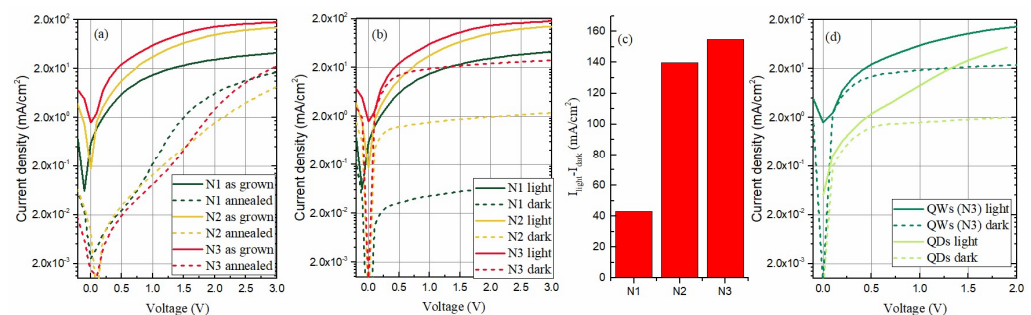 (a)
Current density (mA/cm²)
2.0x10²
2.0x10¹
2.0x10⁰
2.0x10⁻¹
2.0x10⁻²
2.0x10⁻³
N1 as grown
N1 annealed
N2 as grown
N2 annealed
N3 as grown
N3 annealed
0.0 0.5 1.0 1.5 2.0 2.5 3.0
Voltage (V)
(b)
Current density (mA/cm²)
2.0x10²
2.0x10¹
2.0x10⁰
2.0x10⁻¹
2.0x10⁻²
2.0x10⁻³
N1 light
N1 dark
N2 light
N2 dark
N3 light
N3 dark
0.0 0.5 1.0 1.5 2.0 2.5 3.0
Voltage (V)
(c)
I_light-I_dark (mA/cm²)
160
140
120
100
80
60
40
20
0
N1 N2 N3
(d)
Current density (mA/cm²)
2.0x10²
2.0x10¹
2.0x10⁰
2.0x10⁻¹
2.0x10⁻²
2.0x10⁻³
QWs (N3) light
QWs (N3) dark
QDs light
QDs dark
0.0 0.5 1.0 1.5 2.0
Voltage (V)